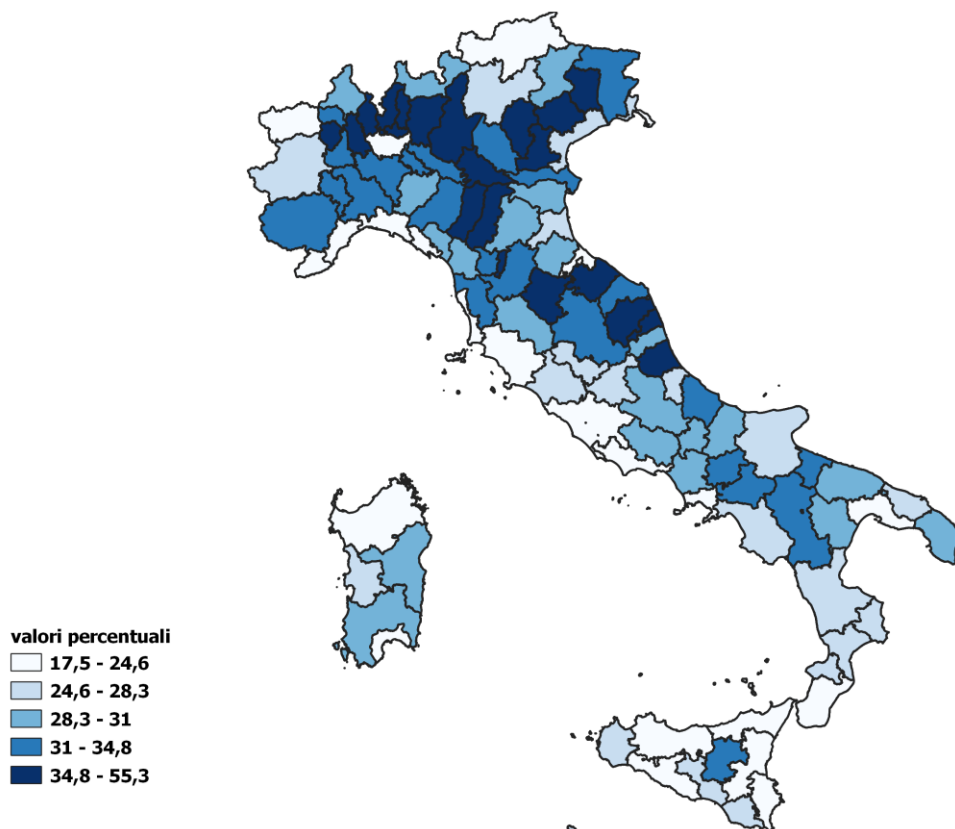 valori percentuali
17,5 - 24,6
24,6 - 28,3
28,3 - 31
31 - 34,8
34,8 - 55,3